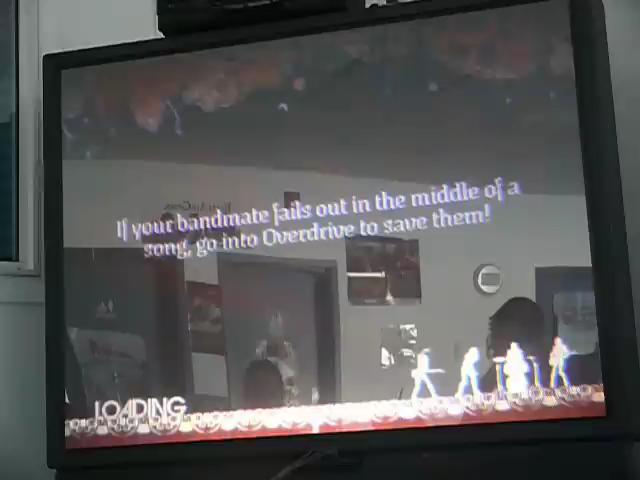 If your bandmate fails out in the middle of a
song, go into Overdrive to save them!
LOADING